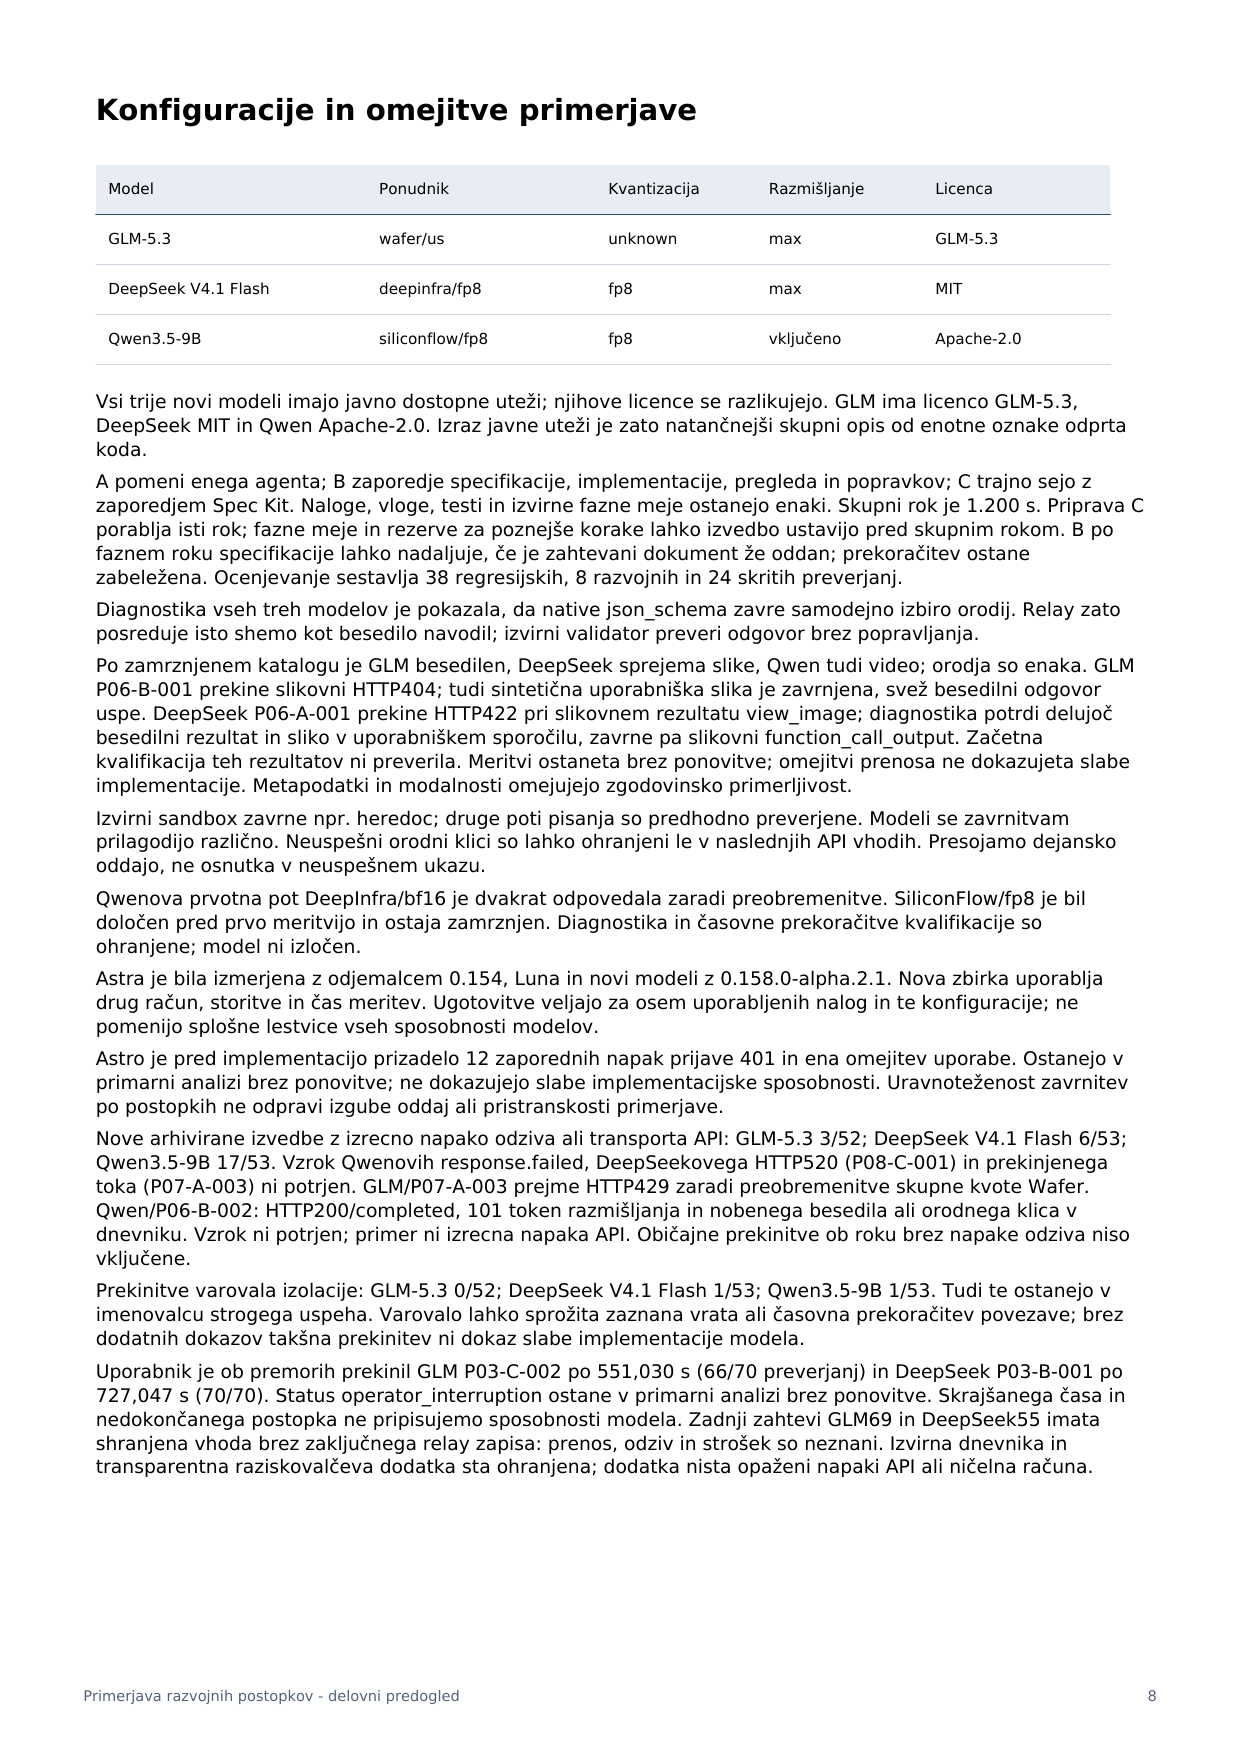 Konfiguracije in omejitve primerjave
Model Ponudnik Kvantizacija Razmišljanje Licenca
GLM-5.3 wafer/us unknown max GLM-5.3
DeepSeek V4.1 Flash deepinfra/fp8 fp8 max MIT
Qwen3.5-9B siliconflow/fp8 fp8 vključeno Apache-2.0
Vsi trije novi modeli imajo javno dostopne uteži; njihove licence se razlikujejo. GLM ima licenco GLM-5.3,
DeepSeek MIT in Qwen Apache-2.0. Izraz javne uteži je zato natančnejši skupni opis od enotne oznake odprta
koda.
A pomeni enega agenta; B zaporedje specifikacije, implementacije, pregleda in popravkov; C trajno sejo z
zaporedjem Spec Kit. Naloge, vloge, testi in izvirne fazne meje ostanejo enaki. Skupni rok je 1.200 s. Priprava C
porablja isti rok; fazne meje in rezerve za poznejše korake lahko izvedbo ustavijo pred skupnim rokom. B po
faznem roku specifikacije lahko nadaljuje, če je zahtevani dokument že oddan; prekoračitev ostane
zabeležena. Ocenjevanje sestavlja 38 regresijskih, 8 razvojnih in 24 skritih preverjanj.
Diagnostika vseh treh modelov je pokazala, da native json_schema zavre samodejno izbiro orodij. Relay zato
posreduje isto shemo kot besedilo navodil; izvirni validator preveri odgovor brez popravljanja.
Po zamrznjenem katalogu je GLM besedilen, DeepSeek sprejema slike, Qwen tudi video; orodja so enaka. GLM
P06-B-001 prekine slikovni HTTP404; tudi sintetična uporabniška slika je zavrnjena, svež besedilni odgovor
uspe. DeepSeek P06-A-001 prekine HTTP422 pri slikovnem rezultatu view_image; diagnostika potrdi delujoč
besedilni rezultat in sliko v uporabniškem sporočilu, zavrne pa slikovni function_call_output. Začetna
kvalifikacija teh rezultatov ni preverila. Meritvi ostaneta brez ponovitve; omejitvi prenosa ne dokazujeta slabe
implementacije. Metapodatki in modalnosti omejujejo zgodovinsko primerljivost.
Izvirni sandbox zavrne npr. heredoc; druge poti pisanja so predhodno preverjene. Modeli se zavrnitvam
prilagodijo različno. Neuspešni orodni klici so lahko ohranjeni le v naslednjih API vhodih. Presojamo dejansko
oddajo, ne osnutka v neuspešnem ukazu.
Qwenova prvotna pot DeepInfra/bf16 je dvakrat odpovedala zaradi preobremenitve. SiliconFlow/fp8 je bil
določen pred prvo meritvijo in ostaja zamrznjen. Diagnostika in časovne prekoračitve kvalifikacije so
ohranjene; model ni izločen.
Astra je bila izmerjena z odjemalcem 0.154, Luna in novi modeli z 0.158.0-alpha.2.1. Nova zbirka uporablja
drug račun, storitve in čas meritev. Ugotovitve veljajo za osem uporabljenih nalog in te konfiguracije; ne
pomenijo splošne lestvice vseh sposobnosti modelov.
Astro je pred implementacijo prizadelo 12 zaporednih napak prijave 401 in ena omejitev uporabe. Ostanejo v
primarni analizi brez ponovitve; ne dokazujejo slabe implementacijske sposobnosti. Uravnoteženost zavrnitev
po postopkih ne odpravi izgube oddaj ali pristranskosti primerjave.
Nove arhivirane izvedbe z izrecno napako odziva ali transporta API: GLM-5.3 3/52; DeepSeek V4.1 Flash 6/53;
Qwen3.5-9B 17/53. Vzrok Qwenovih response.failed, DeepSeekovega HTTP520 (P08-C-001) in prekinjenega
toka (P07-A-003) ni potrjen. GLM/P07-A-003 prejme HTTP429 zaradi preobremenitve skupne kvote Wafer.
Qwen/P06-B-002: HTTP200/completed, 101 token razmišljanja in nobenega besedila ali orodnega klica v
dnevniku. Vzrok ni potrjen; primer ni izrecna napaka API. Običajne prekinitve ob roku brez napake odziva niso
vključene.
Prekinitve varovala izolacije: GLM-5.3 0/52; DeepSeek V4.1 Flash 1/53; Qwen3.5-9B 1/53. Tudi te ostanejo v
imenovalcu strogega uspeha. Varovalo lahko sprožita zaznana vrata ali časovna prekoračitev povezave; brez
dodatnih dokazov takšna prekinitev ni dokaz slabe implementacije modela.
Uporabnik je ob premorih prekinil GLM P03-C-002 po 551,030 s (66/70 preverjanj) in DeepSeek P03-B-001 po
727,047 s (70/70). Status operator_interruption ostane v primarni analizi brez ponovitve. Skrajšanega časa in
nedokončanega postopka ne pripisujemo sposobnosti modela. Zadnji zahtevi GLM69 in DeepSeek55 imata
shranjena vhoda brez zaključnega relay zapisa: prenos, odziv in strošek so neznani. Izvirna dnevnika in
transparentna raziskovalčeva dodatka sta ohranjena; dodatka nista opaženi napaki API ali ničelna računa.
Primerjava razvojnih postopkov - delovni predogled 8